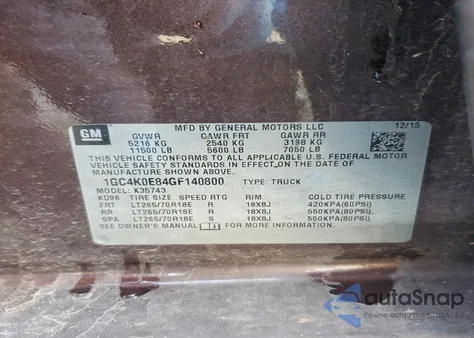 MFD BY GENERAL MOTORS LLC 12/15
GM GVWR GAWR FRT GAWR RR
5216 KG 2540 KG 3198 KG
11500 LB 5600 LB 7050 LB
THIS VEHICLE CONFORMS TO ALL APPLICABLE U.S. FEDERAL MOTOR
VEHICLE SAFETY STANDARDS IN EFFECT ON THE DATE OF
MANUFACTURE SHOWN ABOVE.
1GC4K0E84GF140800 TYPE: TRUCK
MODEL: K35743
KD96 TIRE SIZE SPEED RTG RIM COLD TIRE PRESSURE
FRT LT265/70R18E R 18X8J 420KPA(60PSI)
RR LT265/70R18E R 18X8J 550KPA(80PSI)
SPA LT265/70R18E S 18X8J 550KPA(80PSI)
SEE OWNER'S MANUAL FOR MORE INFORMATION.
autoSnap